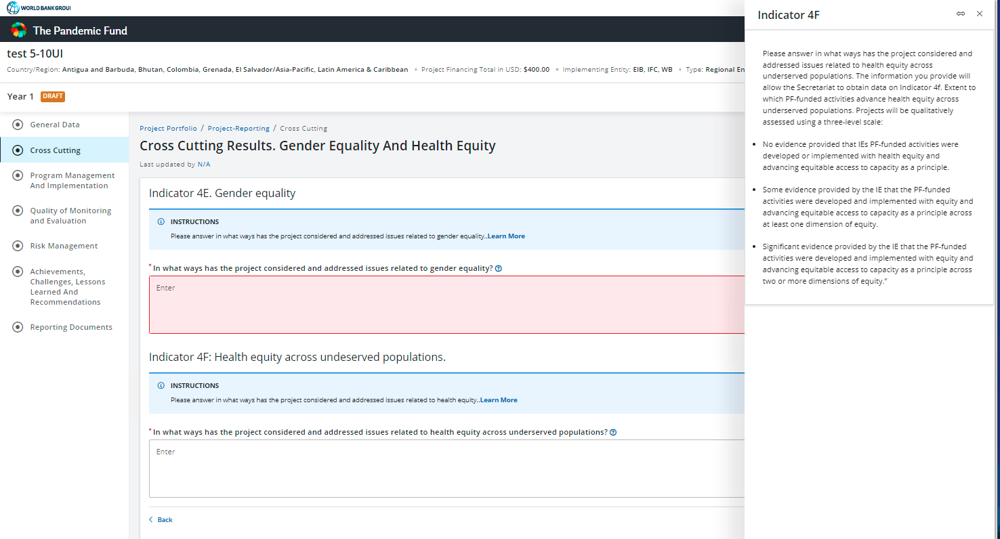 WORLD BANK GROUP
The Pandemic Fund
test 5-10UI
Country/Region: Antigua and Barbuda, Bhutan, Colombia, Grenada, El Salvador/Asia-Pacific, Latin America & Caribbean • Project Financing Total in USD: $400.00 • Implementing Entity: EIB, IFC, WB • Type: Regional En
Year 1 DRAFT
General Data
Cross Cutting
Program Management
And Implementation
Quality of Monitoring
and Evaluation
Risk Management
Achievements,
Challenges, Lessons
Learned And
Recommendations
Reporting Documents
Project Portfolio / Project-Reporting / Cross Cutting
Cross Cutting Results. Gender Equality And Health Equity
Last updated by N/A
Indicator 4E. Gender equality
INSTRUCTIONS
Please answer in what ways has the project considered and addressed issues related to gender equality..Learn More
* In what ways has the project considered and addressed issues related to gender equality?
Enter
Indicator 4F: Health equity across undeserved populations.
INSTRUCTIONS
Please answer in what ways has the project considered and addressed issues related to health equity..Learn More
* In what ways has the project considered and addressed issues related to health equity across underserved populations?
Enter
Back
Indicator 4F
Please answer in what ways has the project considered and
addressed issues related to health equity across
underserved populations. The information you provide will
allow the Secretariat to obtain data on Indicator 4f. Extent to
which PF-funded activities advance health equity across
underserved populations. Projects will be qualitatively
assessed using a three-level scale:
• No evidence provided that IEs PF-funded activities were
developed or implemented with health equity and
advancing equitable access to capacity as a principle.
• Some evidence provided by the IE that the PF-funded
activities were developed and implemented with equity and
advancing equitable access to capacity as a principle across
at least one dimension of equity.
• Significant evidence provided by the IE that the PF-funded
activities were developed and implemented with equity and
advancing equitable access to capacity as a principle across
two or more dimensions of equity.”